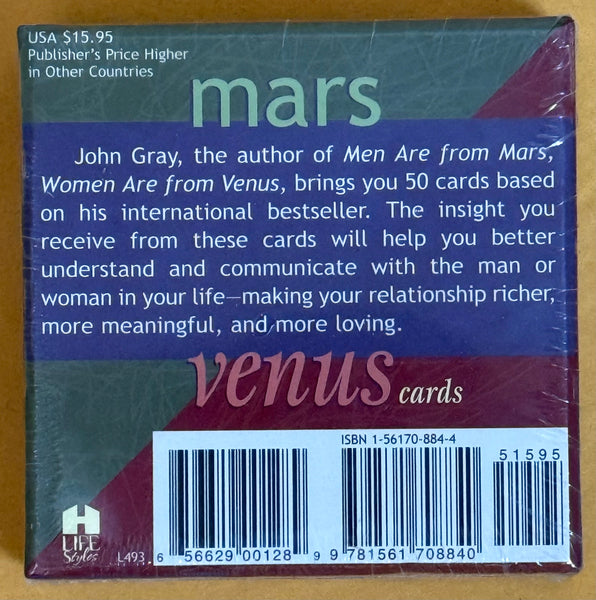 USA $15.95
Publisher's Price Higher
in Other Countries
mars
John Gray, the author of Men Are from Mars,
Women Are from Venus, brings you 50 cards based
on his international bestseller. The insight you
receive from these cards will help you better
understand and communicate with the man or
woman in your life—making your relationship richer,
more meaningful, and more loving.
venus cards
ISBN 1-56170-884-4
51595
H
LIFE
Styles
L493
6 56629 00128 9
9 781561 708840